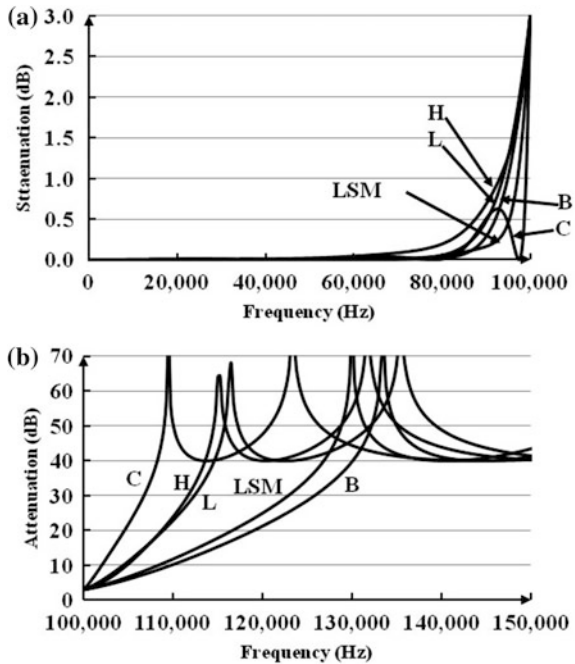 (a)
3.0
2.5
2.0
1.5
1.0
0.5
0.0
Sttaenuation (dB)
H
L
LSM
B
C
0 20,000 40,000 60,000 80,000 100,000
Frequency (Hz)
(b)
70
60
50
40
30
20
10
0
Attenuation (dB)
C H L LSM B
100,000 110,000 120,000 130,000 140,000 150,000
Frequency (Hz)